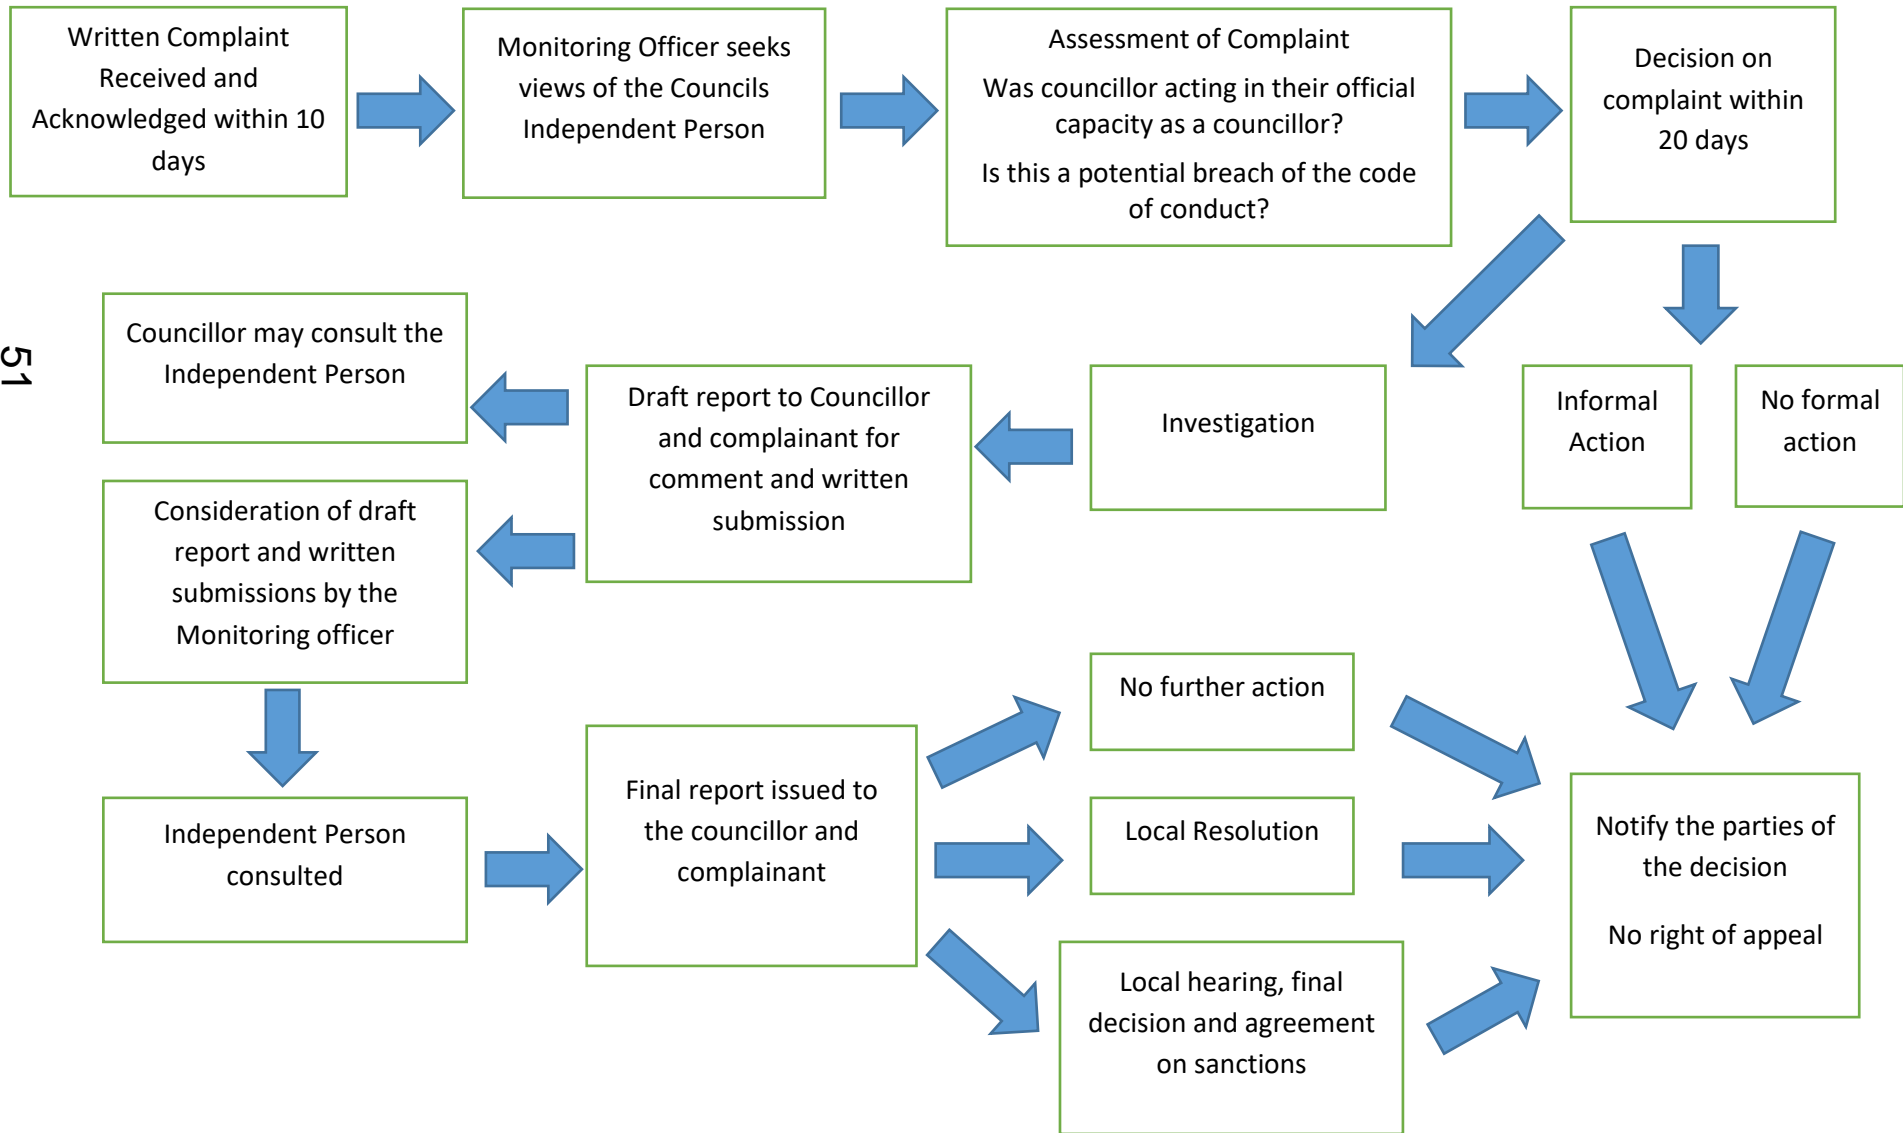 Written Complaint
Received and
Acknowledged within 10
days
Monitoring Officer seeks
views of the Councils
Independent Person
Assessment of Complaint
Was councillor acting in their official
capacity as a councillor?
Is this a potential breach of the code
of conduct?
Decision on
complaint within
20 days
Councillor may consult the
Independent Person
Draft report to Councillor
and complainant for
comment and written
submission
Investigation
Informal
Action
No formal
action
51
Consideration of draft
report and written
submissions by the
Monitoring officer
No further action
Independent Person
consulted
Final report issued to
the councillor and
complainant
Local Resolution
Notify the parties of
the decision
No right of appeal
Local hearing, final
decision and agreement
on sanctions